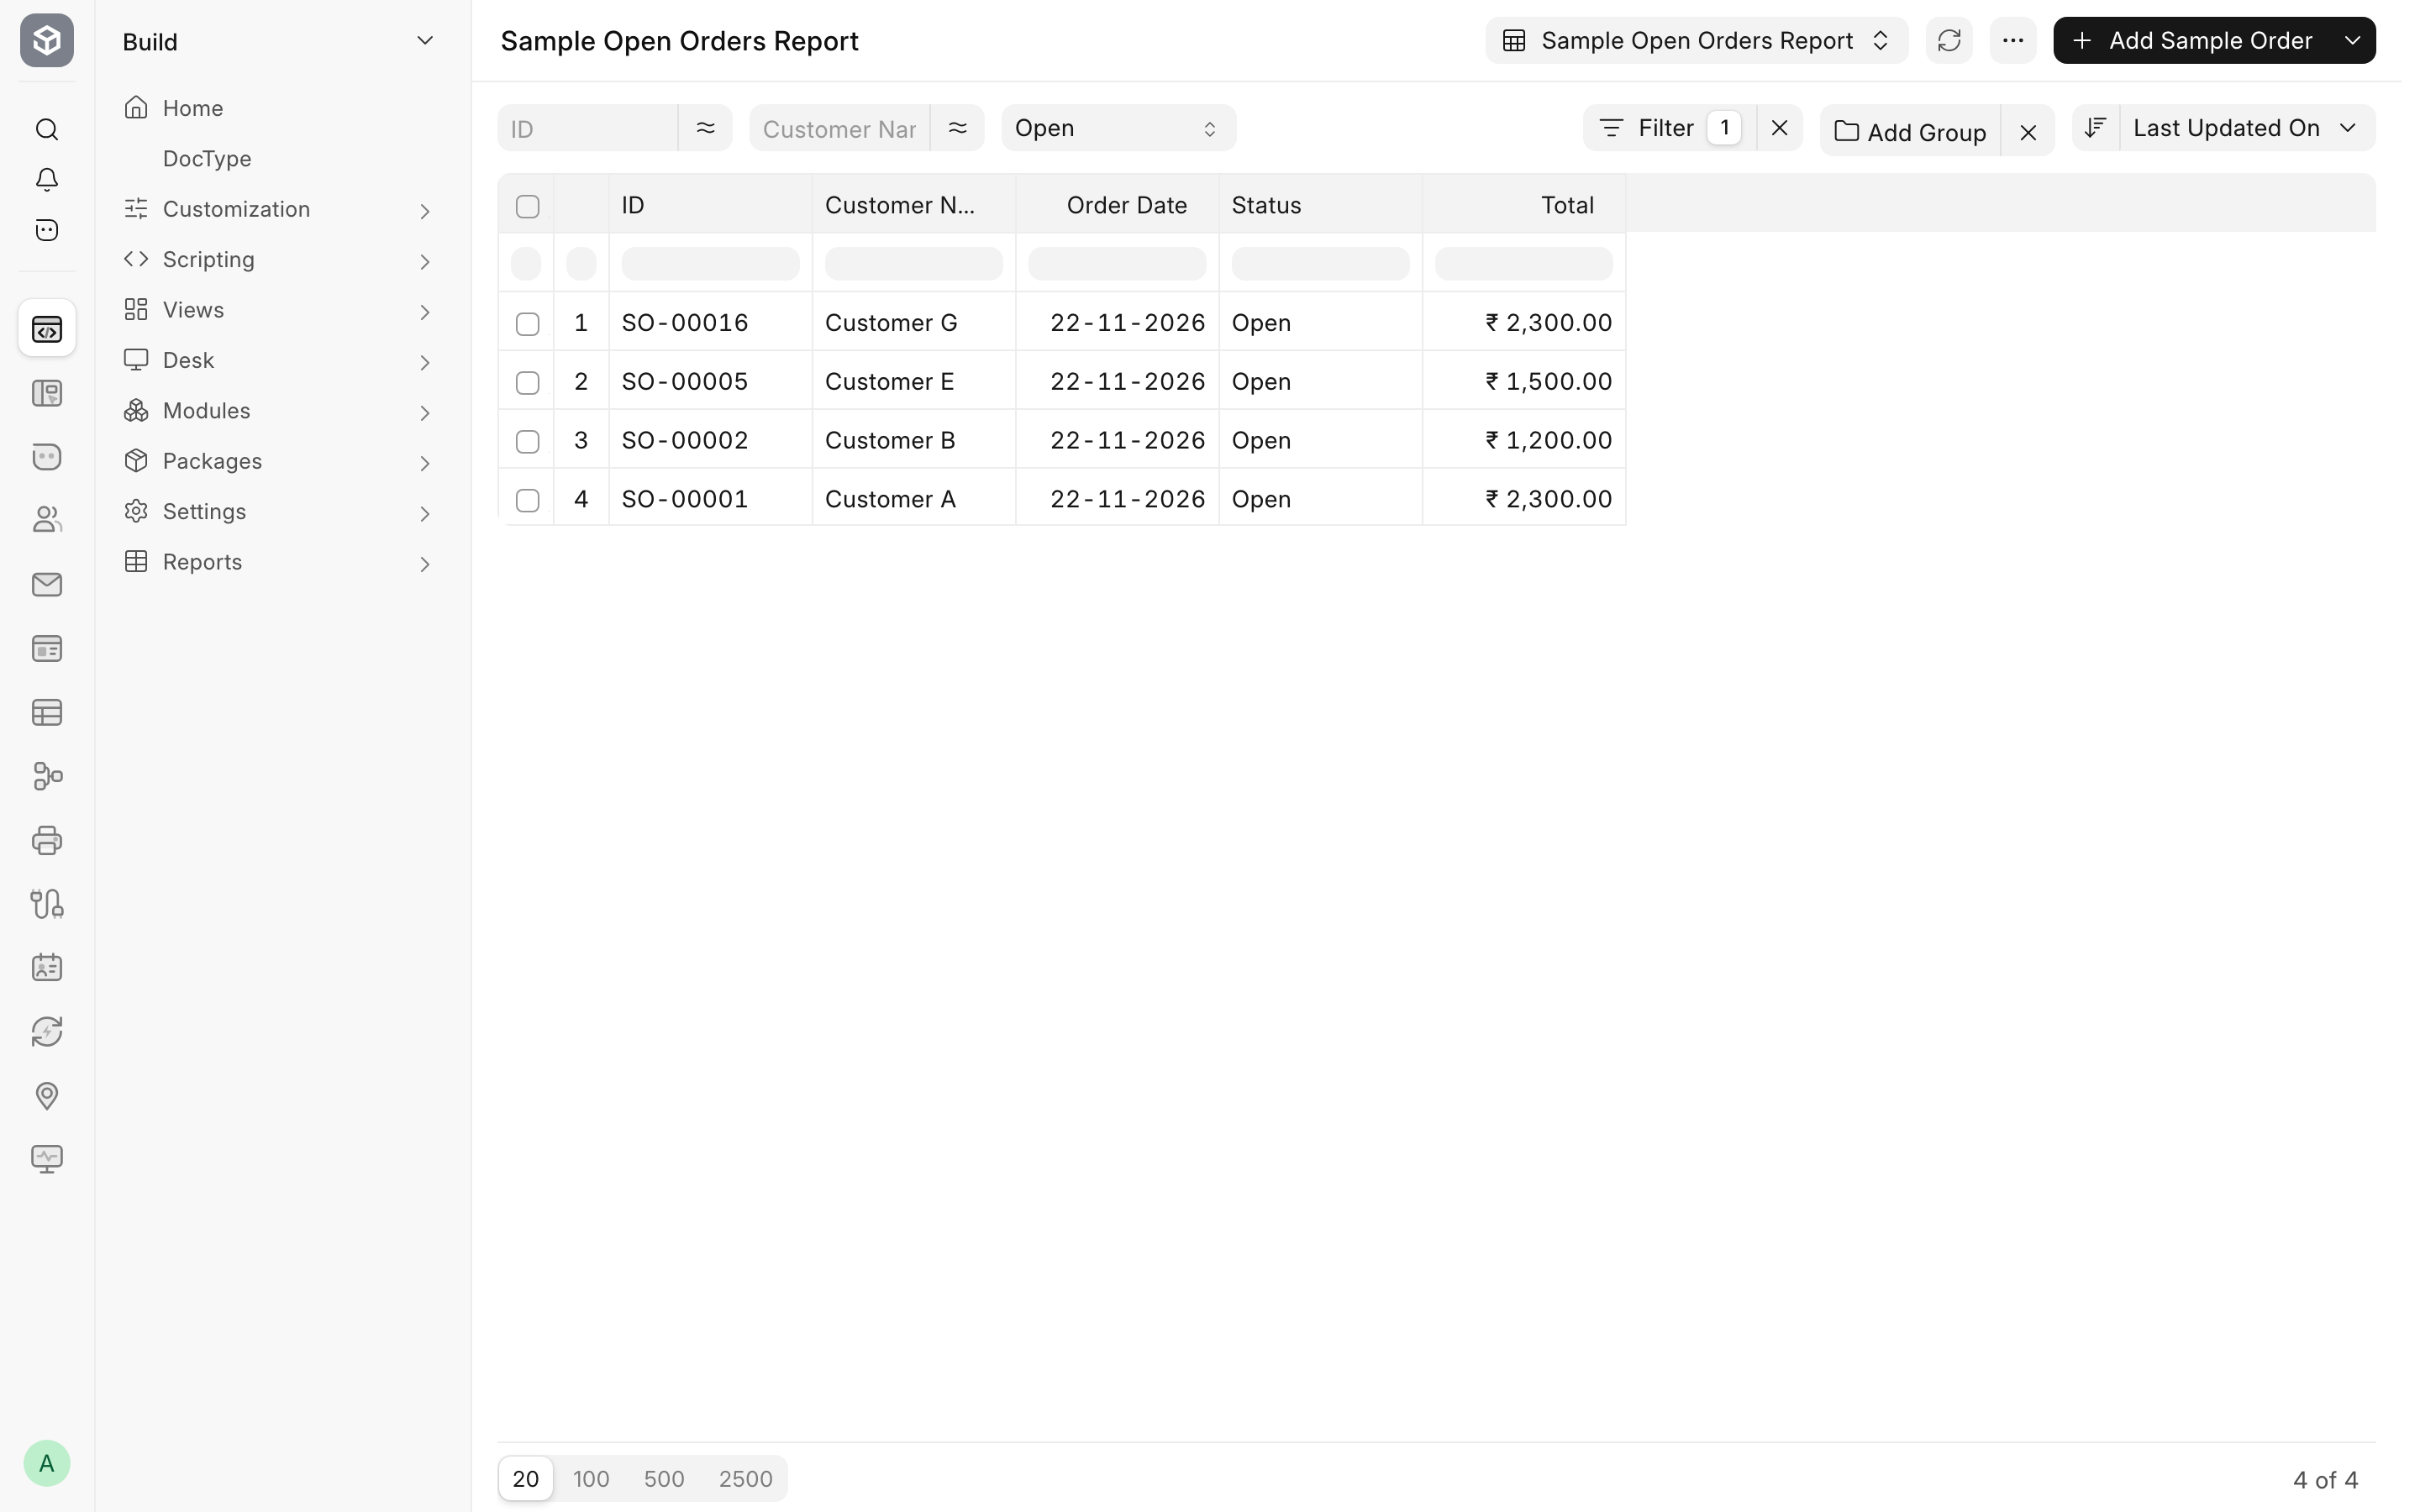 Build
Home
DocType
Customization
Scripting
Views
Desk
Modules
Packages
Settings
Reports
A
Sample Open Orders Report
Sample Open Orders Report
Add Sample Order
ID
Customer Nar
Open
Filter 1
Add Group
Last Updated On
ID Customer N... Order Date Status Total
1 SO-00016 Customer G 22-11-2026 Open ₹ 2,300.00
2 SO-00005 Customer E 22-11-2026 Open ₹ 1,500.00
3 SO-00002 Customer B 22-11-2026 Open ₹ 1,200.00
4 SO-00001 Customer A 22-11-2026 Open ₹ 2,300.00
20 100 500 2500
4 of 4